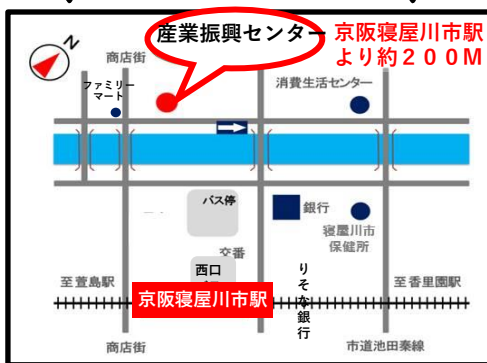 産業振興センター
京阪寝屋川市駅
より約２００M
N
商店街
ファミリー
マート
消費生活センター
バス停
銀行
寝屋川市
保健所
交番
西口
りそな銀行
至萱島駅
京阪寝屋川市駅
至香里園駅
商店街
市道池田秦線